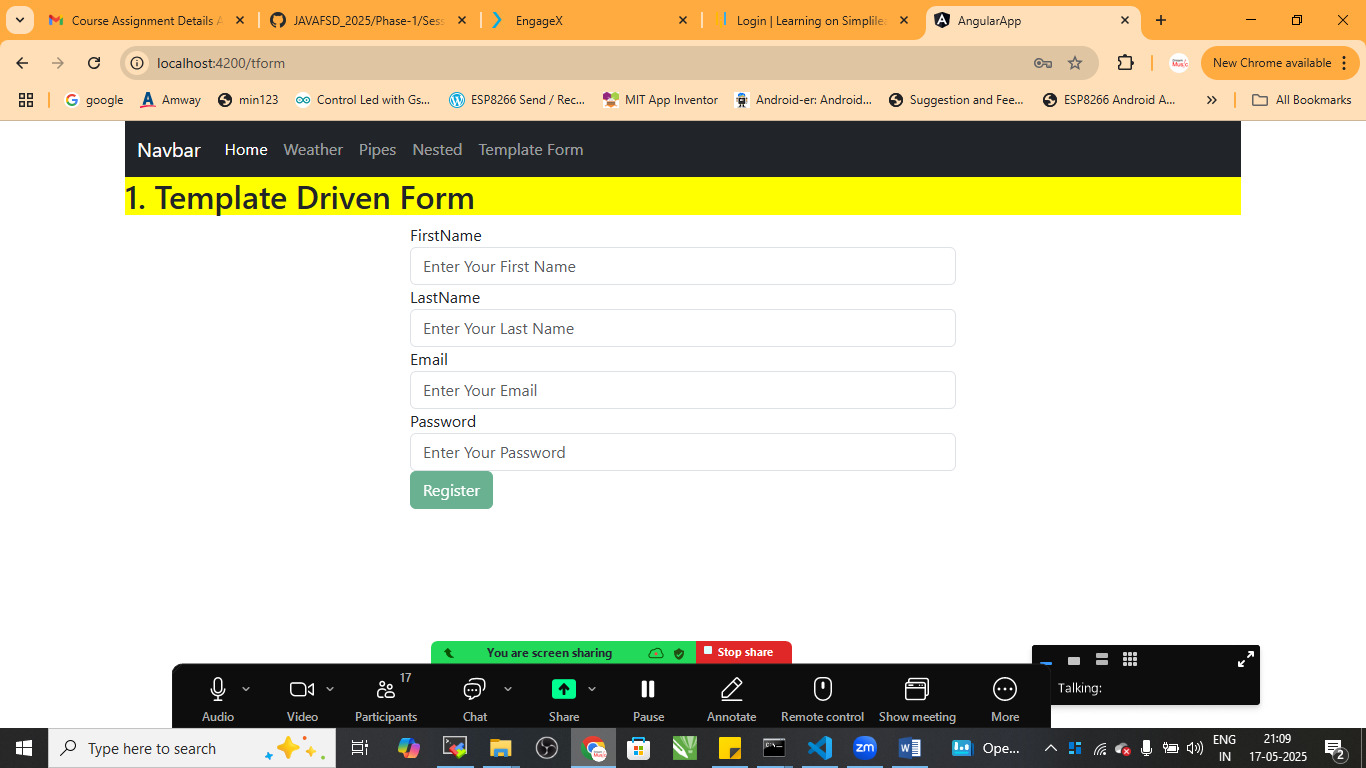 Course Assignment Details A
JAVAFSD_2025/Phase-1/Sess
EngageX
Login | Learning on Simplilea
AngularApp
localhost:4200/tform
New Chrome available
google
Amway
min123
Control Led with Gs...
ESP8266 Send / Rec...
MIT App Inventor
Android-er: Android...
Suggestion and Fee...
ESP8266 Android A...
All Bookmarks
Navbar Home Weather Pipes Nested Template Form
1. Template Driven Form
FirstName
Enter Your First Name
LastName
Enter Your Last Name
Email
Enter Your Email
Password
Enter Your Password
Register
You are screen sharing
Stop share
Talking:
17
Audio
Video
Participants
Chat
Share
Pause
Annotate
Remote control
Show meeting
More
Type here to search
zm
Ope...
ENG
IN
21:09
17-05-2025
2